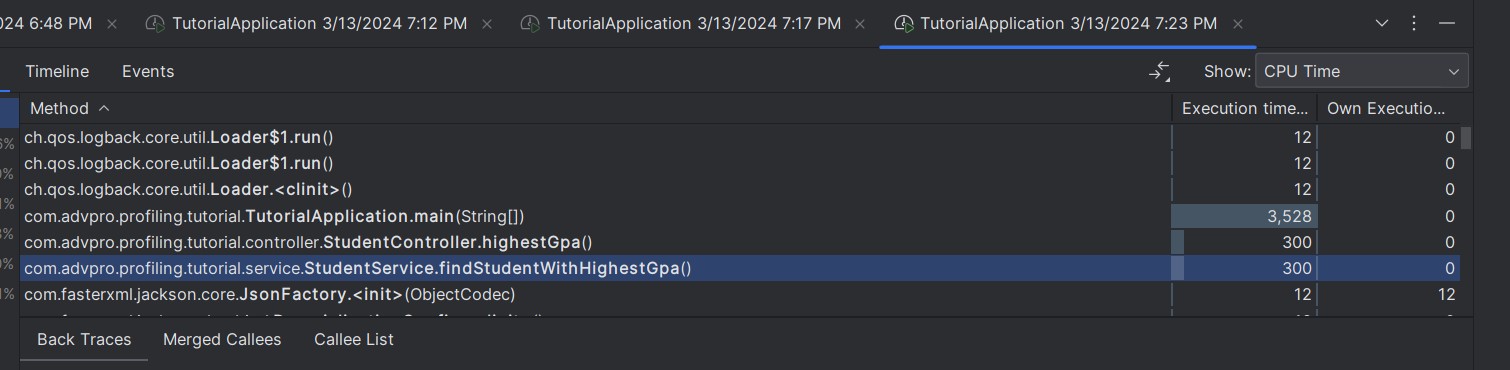 024 6:48 PM × TutorialApplication 3/13/2024 7:12 PM × TutorialApplication 3/13/2024 7:17 PM × TutorialApplication 3/13/2024 7:23 PM ×
Timeline Events Show: CPU Time
Method Execution time... Own Executio...
ch.qos.logback.core.util.Loader$1.run() 12 0
ch.qos.logback.core.util.Loader$1.run() 12 0
ch.qos.logback.core.util.Loader.<clinit>() 12 0
com.advpro.profiling.tutorial.TutorialApplication.main(String[]) 3,528 0
com.advpro.profiling.tutorial.controller.StudentController.highestGpa() 300 0
com.advpro.profiling.tutorial.service.StudentService.findStudentWithHighestGpa() 300 0
com.fasterxml.jackson.core.JsonFactory.<init>(ObjectCodec) 12 12
Back Traces Merged Callees Callee List